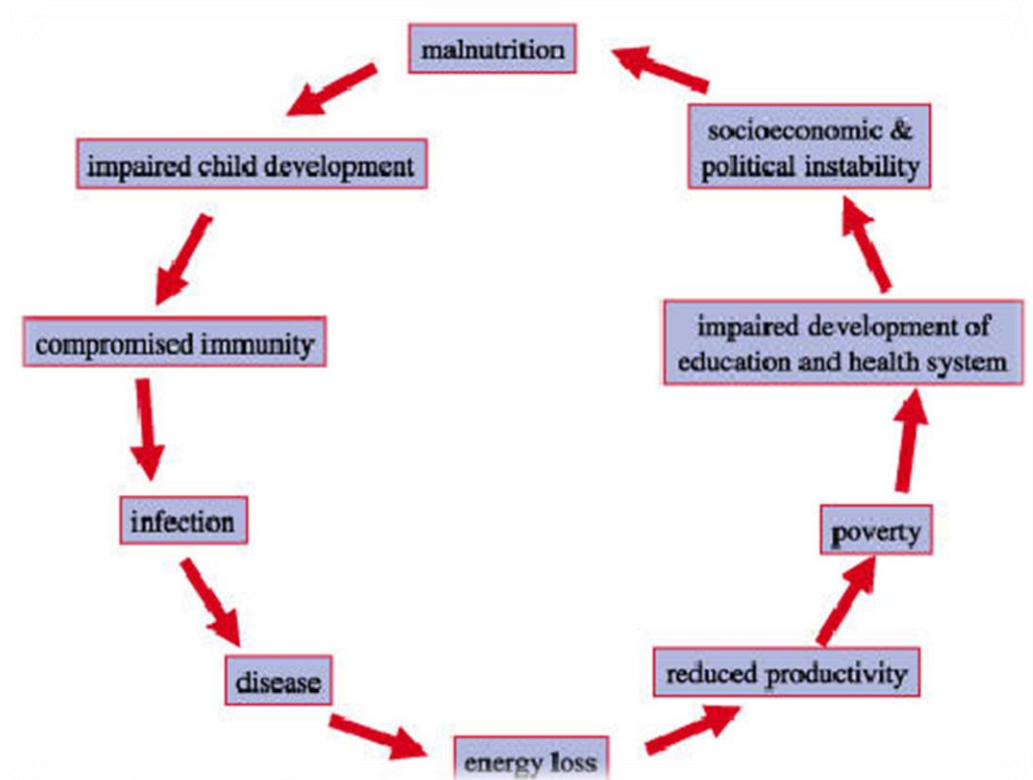 malnutrition
impaired child development
compromised immunity
infection
disease
energy loss
reduced productivity
poverty
impaired development of
education and health system
socioeconomic &
political instability